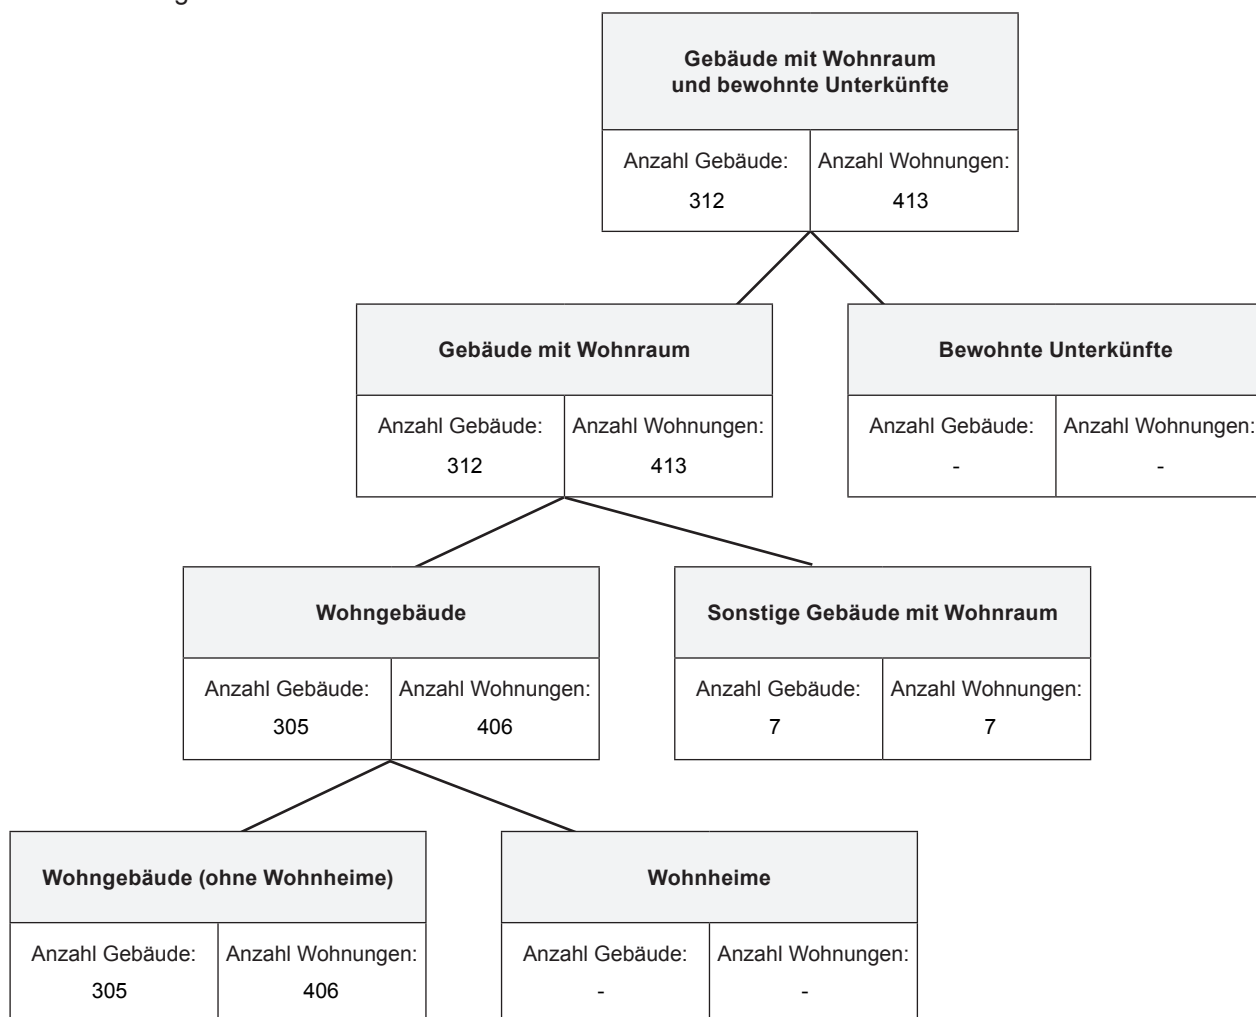 Gebäude mit Wohnraum
und bewohnte Unterkünfte
Anzahl Gebäude: Anzahl Wohnungen:
312 413
Gebäude mit Wohnraum
Anzahl Gebäude: Anzahl Wohnungen:
312 413
Bewohnte Unterkünfte
Anzahl Gebäude: Anzahl Wohnungen:
- -
Wohngebäude
Anzahl Gebäude: Anzahl Wohnungen:
305 406
Sonstige Gebäude mit Wohnraum
Anzahl Gebäude: Anzahl Wohnungen:
7 7
Wohngebäude (ohne Wohnheime)
Anzahl Gebäude: Anzahl Wohnungen:
305 406
Wohnheime
Anzahl Gebäude: Anzahl Wohnungen:
- -